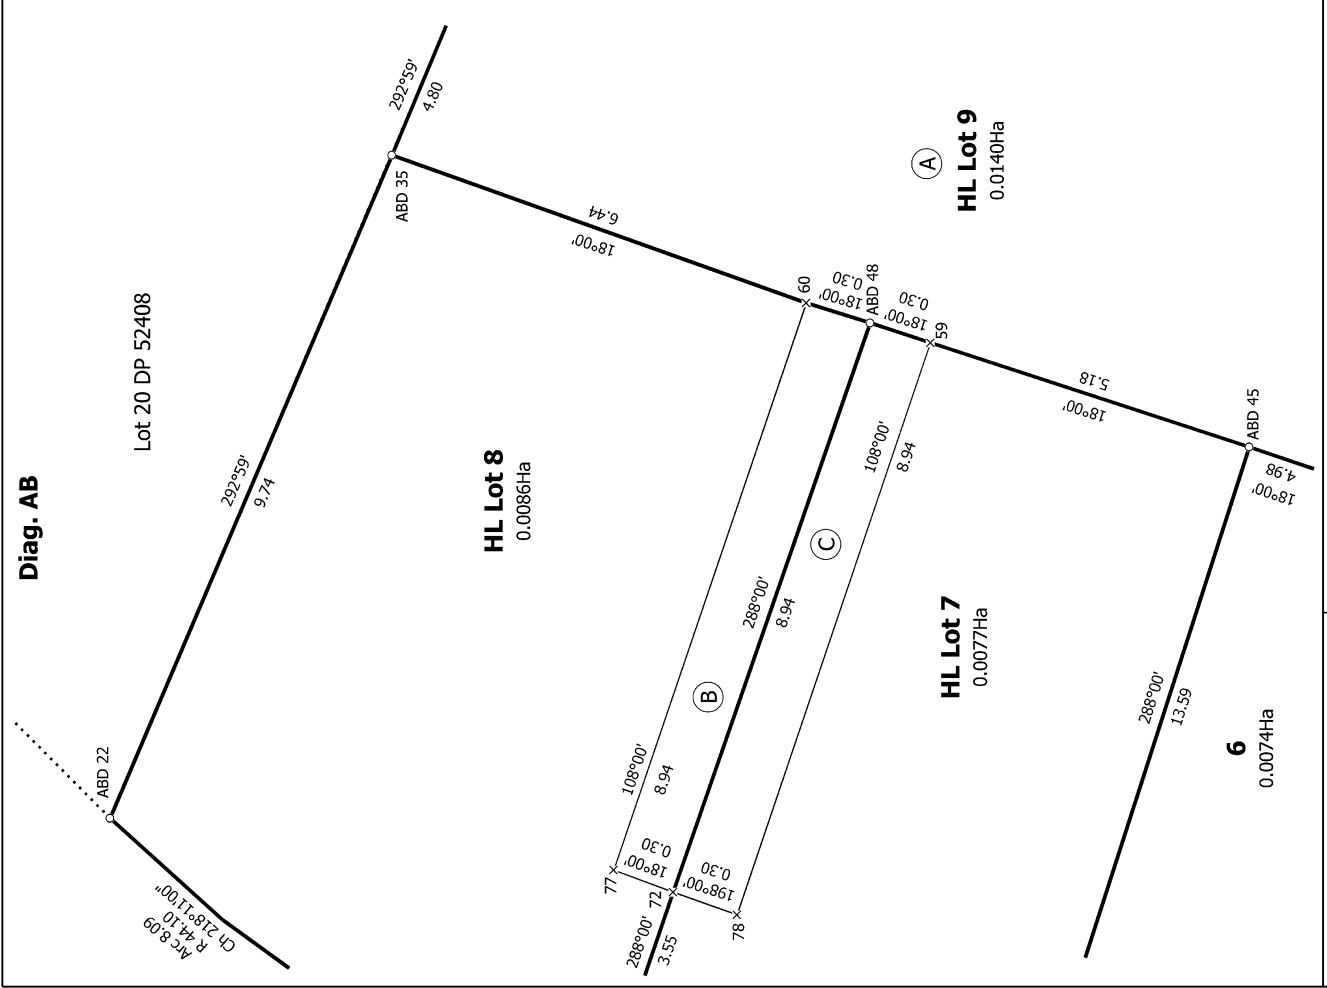 Diag. AB
Lot 20 DP 52408
292°59'
4.80
ABD 35
292°59'
9.74
ABD 22
Arc 8.09
R 44.10
Ch 218°11'00"
HL Lot 8
0.0086Ha
6.44
18°00'
60
0.30
18°00'
ABD 48
0.30
18°00'
59
A
HL Lot 9
0.0140Ha
5.18
18°00'
ABD 45
4.98
18°00'
108°00'
8.94
B
77
0.30
18°00'
72
0.30
198°00'
78
288°00'
3.55
288°00'
8.94
C
108°00'
8.94
HL Lot 7
0.0077Ha
288°00'
13.59
6
0.0074Ha